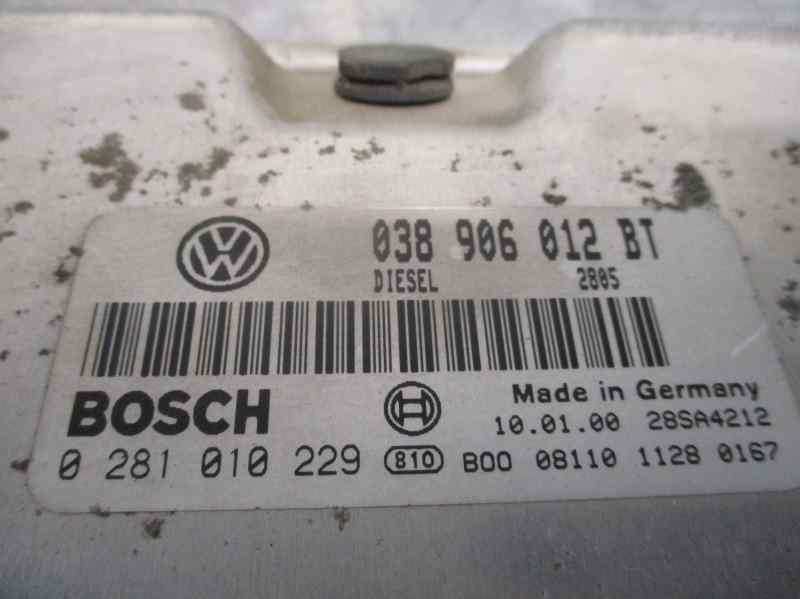 038 906 012 BT
DIESEL 2805
BOSCH
Made in Germany
10.01.00 28SA4212
0 281 010 229 810 B00 08110 1128 0167